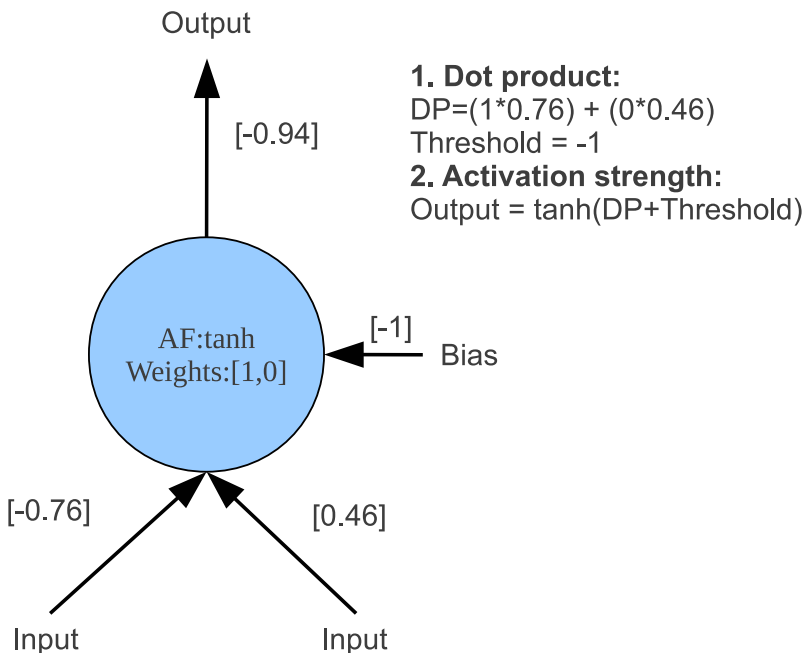 Output
[-0.94]
1. Dot product:
DP=(1*0.76) + (0*0.46)
Threshold = -1
2. Activation strength:
Output = tanh(DP+Threshold)
AF:tanh
Weights:[1,0]
[-1]
Bias
[-0.76]
[0.46]
Input
Input